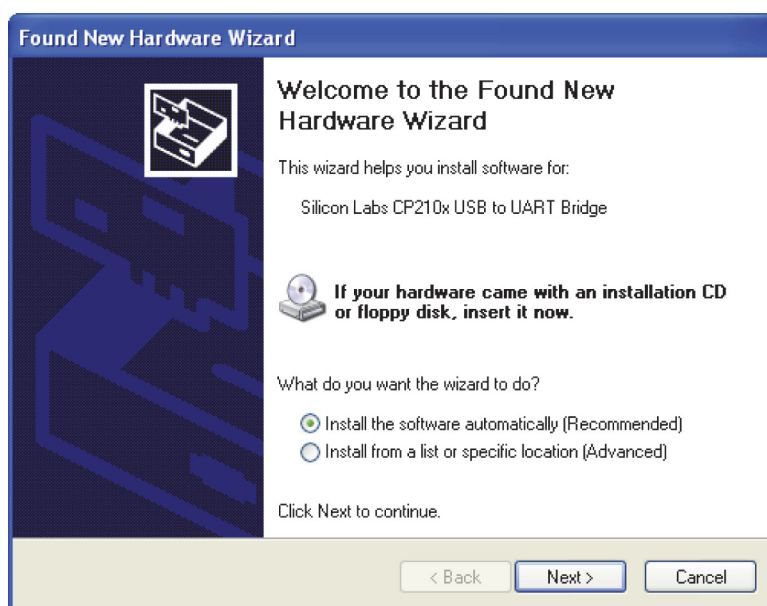 Found New Hardware Wizard
Welcome to the Found New
Hardware Wizard
This wizard helps you install software for:
Silicon Labs CP210x USB to UART Bridge
If your hardware came with an installation CD
or floppy disk, insert it now.
What do you want the wizard to do?
Install the software automatically (Recommended)
Install from a list or specific location (Advanced)
Click Next to continue.
< Back Next > Cancel